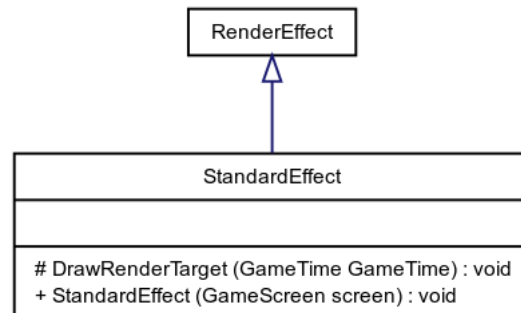 RenderEffect
StandardEffect
# DrawRenderTarget (GameTime GameTime) : void
+ StandardEffect (GameScreen screen) : void